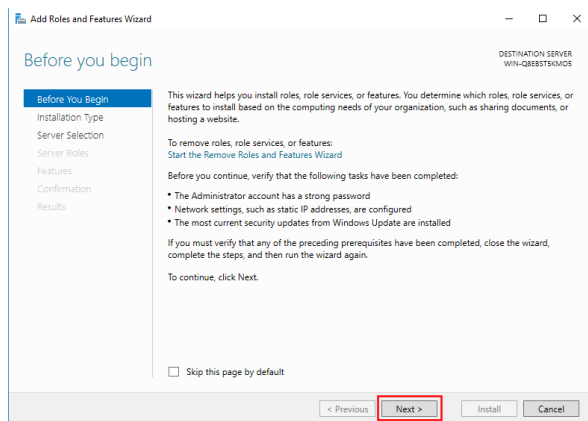 Add Roles and Features Wizard
Before you begin
DESTINATION SERVER
WIN-Q8EBST5KMO5
Before You Begin
Installation Type
Server Selection
Server Roles
Features
Confirmation
Results
This wizard helps you install roles, role services, or features. You determine which roles, role services, or
features to install based on the computing needs of your organization, such as sharing documents, or
hosting a website.
To remove roles, role services, or features:
Start the Remove Roles and Features Wizard
Before you continue, verify that the following tasks have been completed:
• The Administrator account has a strong password
• Network settings, such as static IP addresses, are configured
• The most current security updates from Windows Update are installed
If you must verify that any of the preceding prerequisites have been completed, close the wizard,
complete the steps, and then run the wizard again.
To continue, click Next.
Skip this page by default
< Previous
Next >
Install
Cancel